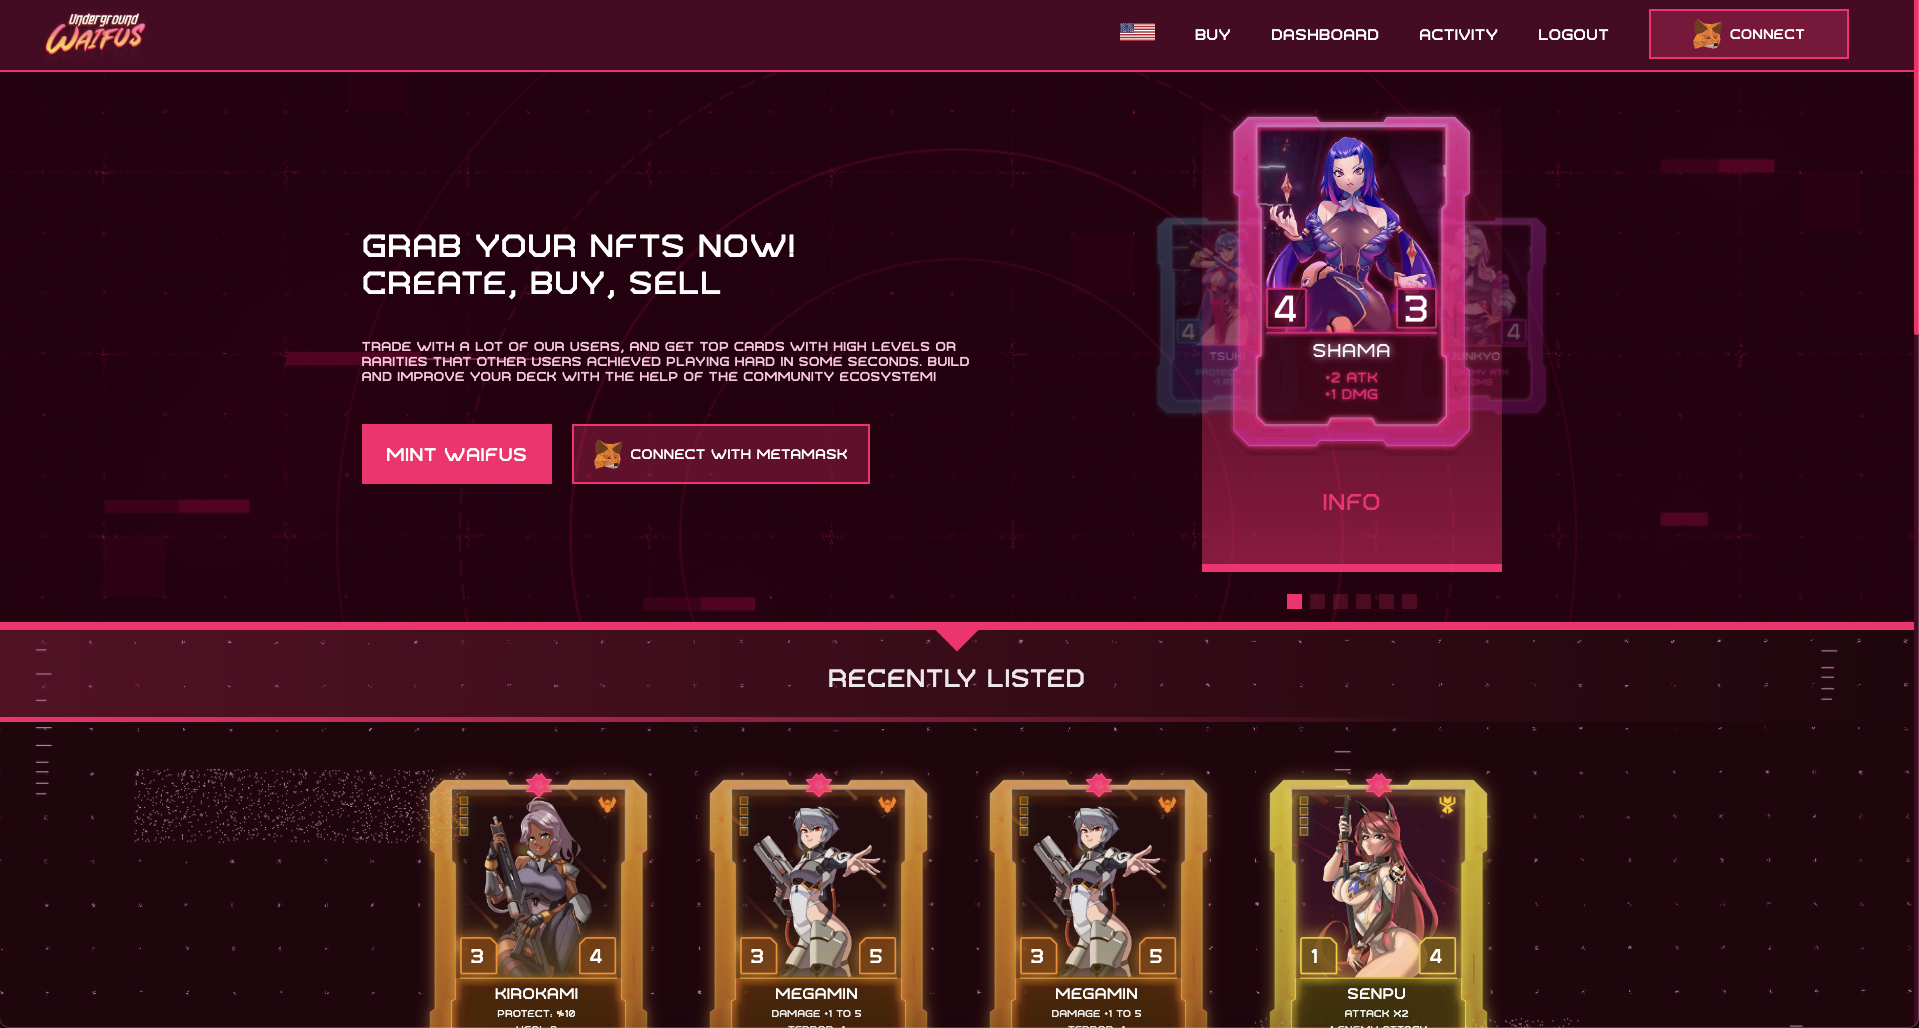 Underground
WAIFUS
BUY
DASHBOARD
ACTIVITY
LOGOUT
CONNECT
GRAB YOUR NFTS NOW!
CREATE, BUY, SELL
TRADE WITH A LOT OF OUR USERS, AND GET TOP CARDS WITH HIGH LEVELS OR
RARITIES THAT OTHER USERS ACHIEVED PLAYING HARD IN SOME SECONDS. BUILD
AND IMPROVE YOUR DECK WITH THE HELP OF THE COMMUNITY ECOSYSTEM!
MINT WAIFUS
CONNECT WITH METAMASK
4
TSUKI
4 3
SHAMA
+2 ATK
+1 DMG
4
JUNKYO
INFO
RECENTLY LISTED
3 4
KIROKAMI
PROTECT: %10
3 5
MEGAMIN
DAMAGE +1 TO 5
3 5
MEGAMIN
DAMAGE +1 TO 5
1 4
SENPU
ATTACK X2